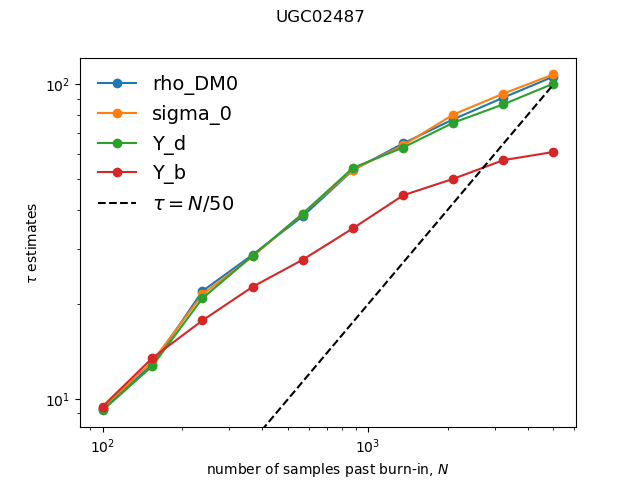 UGC02487
rho_DM0
sigma_0
Y_d
Y_b
τ = N/50
τ estimates
10²
10¹
10²
10³
number of samples past burn-in, N